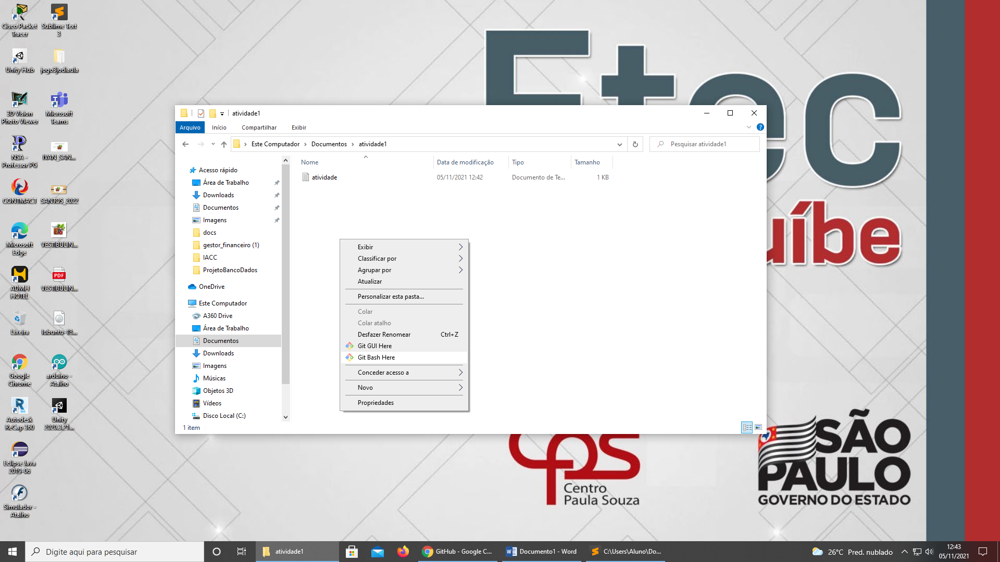 Cisco Packet
Tracer
Sublime Text
3
Unity Hub
jogo3jodiaula
3D Vision
Photo Viewer
Microsoft
Teams
NSA -
Professor PG
IVAN_SAN...
CONTMACT
SANTOS_2022
Microsoft
Edge
VESTIBULIN...
ADMH
HOTEL
PDF
VESTIBULIN...
Lixeira
lubuntu-18...
Google
Chrome
arduino -
Atalho
Autodesk
ReCap 360
Unity
2020.3.21...
Eclipse Java
2019-06
Simulador -
Atalho
Etec
uíbe
atividade1
Arquivo
Início
Compartilhar
Exibir
Este Computador
Documentos
atividade1
Pesquisar atividade1
Nome
Data de modificação
Tipo
Tamanho
atividade
05/11/2021 12:42
Documento de Te...
1 KB
Acesso rápido
Área de Trabalho
Downloads
Documentos
Imagens
docs
gestor_financeiro (1)
IACC
ProjetoBancoDados
OneDrive
Este Computador
A360 Drive
Área de Trabalho
Documentos
Downloads
Imagens
Músicas
Objetos 3D
Vídeos
Disco Local (C:)
1 item
Exibir
Classificar por
Agrupar por
Atualizar
Personalizar esta pasta...
Colar
Colar atalho
Desfazer Renomear Ctrl+Z
Git GUI Here
Git Bash Here
Conceder acesso a
Novo
Propriedades
cps
Centro
Paula Souza
SÃO
PAULO
GOVERNO DO ESTADO
Digite aqui para pesquisar
atividade1
GitHub - Google C...
Documento1 - Word
C:\Users\Aluno\Do...
26°C Pred. nublado
12:43
05/11/2021